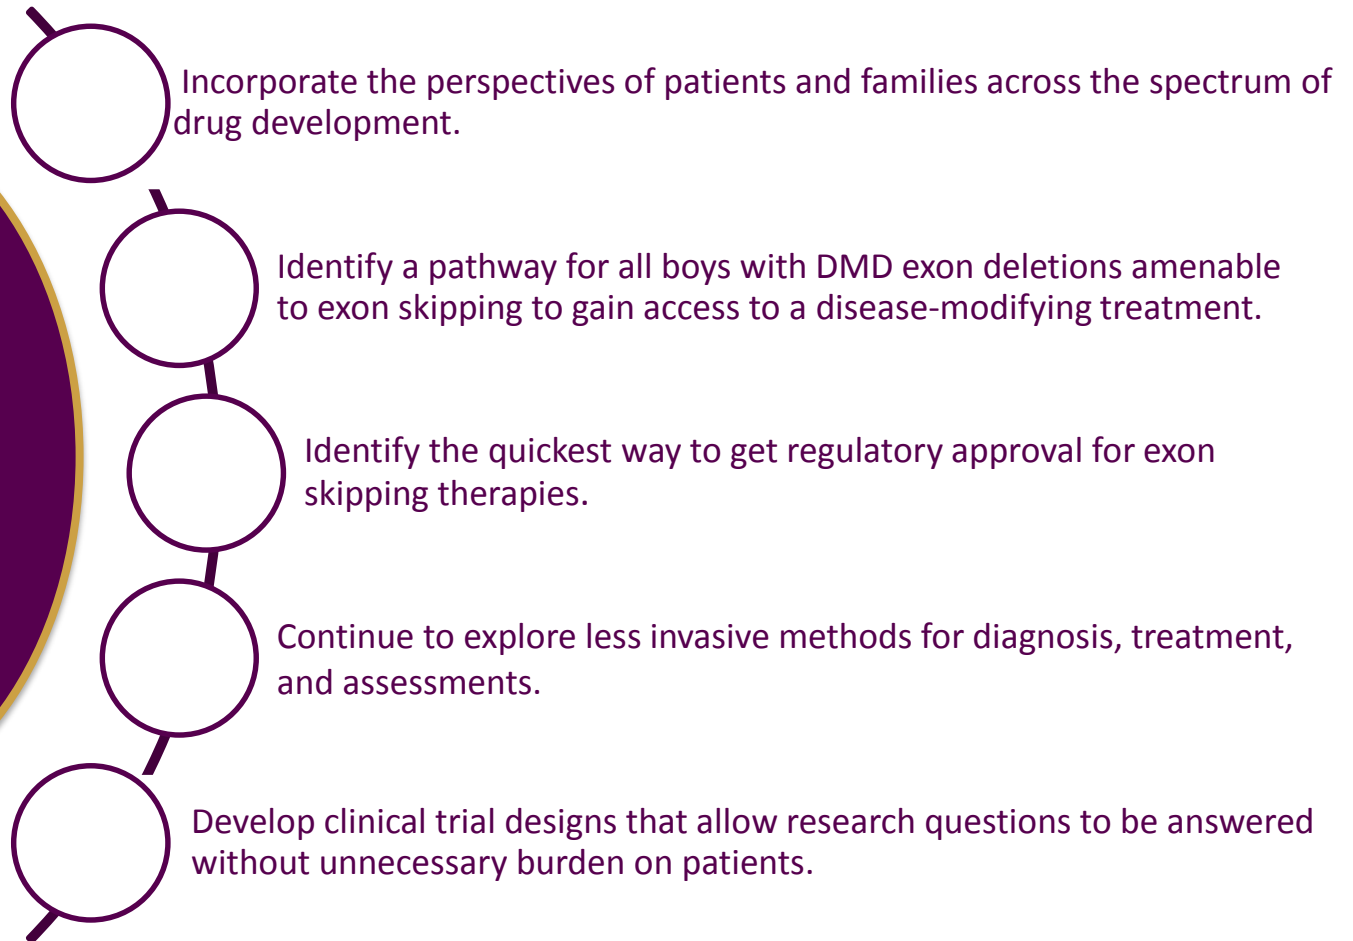 Incorporate the perspectives of patients and families across the spectrum of
drug development.
Identify a pathway for all boys with DMD exon deletions amenable
to exon skipping to gain access to a disease-modifying treatment.
Identify the quickest way to get regulatory approval for exon
skipping therapies.
Continue to explore less invasive methods for diagnosis, treatment,
and assessments.
Develop clinical trial designs that allow research questions to be answered
without unnecessary burden on patients.